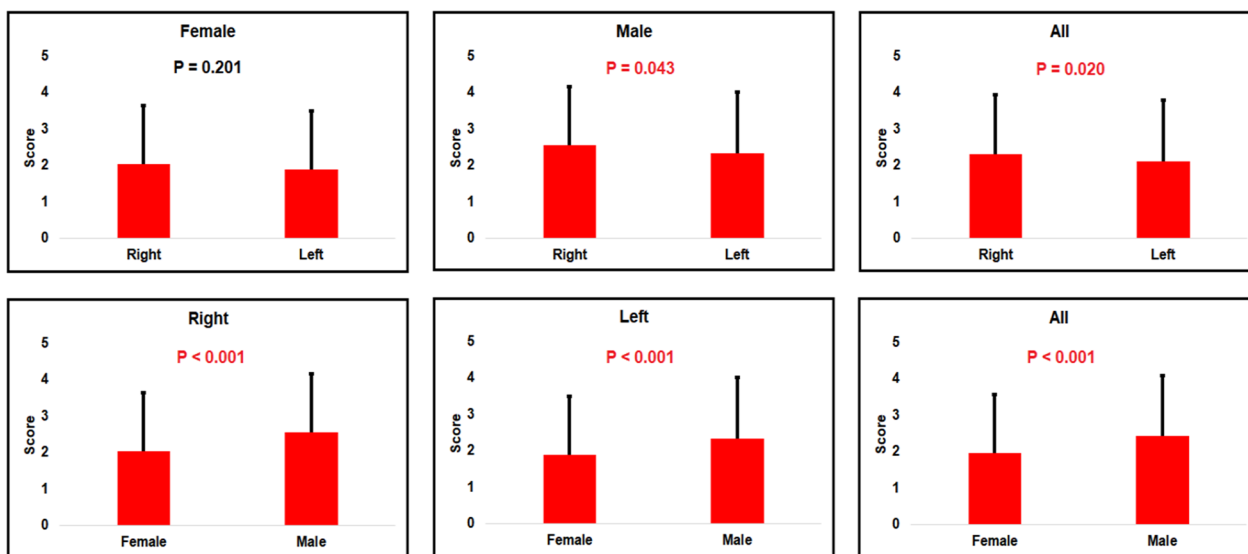 Female
P = 0.201
Score
5
4
3
2
1
0
Right
Left
Male
P = 0.043
Score
5
4
3
2
1
0
Right
Left
All
P = 0.020
Score
5
4
3
2
1
0
Right
Left
Right
P < 0.001
Score
5
4
3
2
1
0
Female
Male
Left
P < 0.001
Score
5
4
3
2
1
0
Female
Male
All
P < 0.001
Score
5
4
3
2
1
0
Female
Male